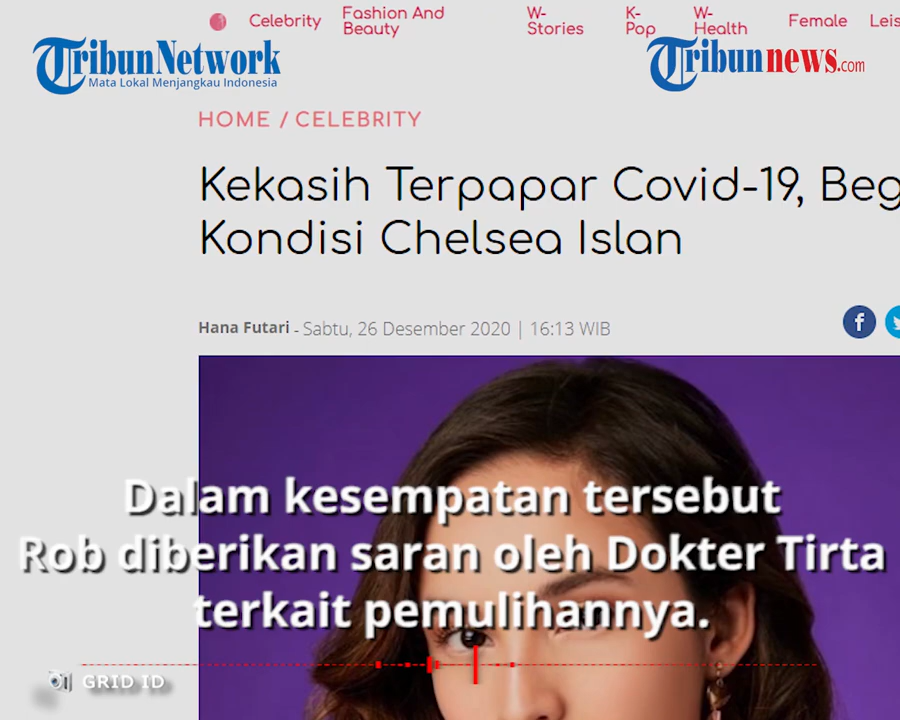 Celebrity Fashion And Beauty W-Stories K-Pop W-Health Female Leis
TribunNetwork
Mata Lokal Menjangkau Indonesia
Tribunnews.com
HOME / CELEBRITY
Kekasih Terpapar Covid-19, Beg
Kondisi Chelsea Islan
Hana Futari - Sabtu, 26 Desember 2020 | 16:13 WIB
Dalam kesempatan tersebut
Rob diberikan saran oleh Dokter Tirta
terkait pemulihannya.
GRID ID